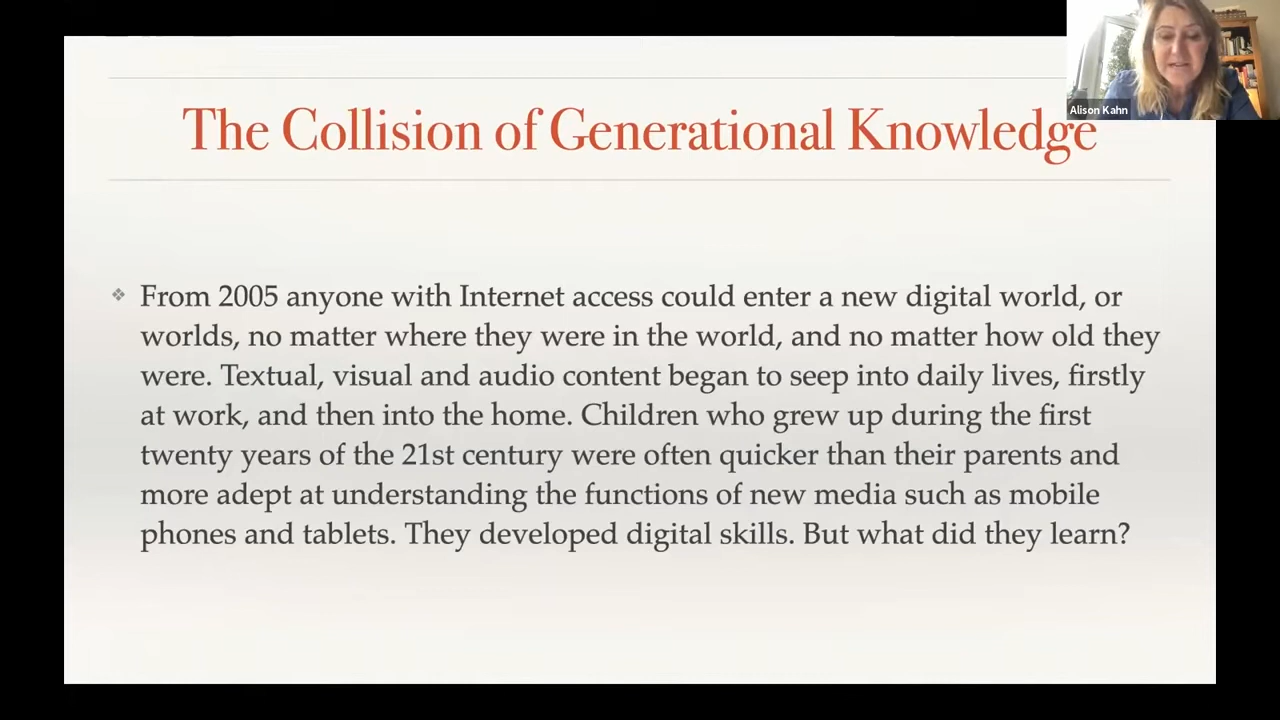 The Collision of Generational Knowledge
Alison Kahn
From 2005 anyone with Internet access could enter a new digital world, or
worlds, no matter where they were in the world, and no matter how old they
were. Textual, visual and audio content began to seep into daily lives, firstly
at work, and then into the home. Children who grew up during the first
twenty years of the 21st century were often quicker than their parents and
more adept at understanding the functions of new media such as mobile
phones and tablets. They developed digital skills. But what did they learn?